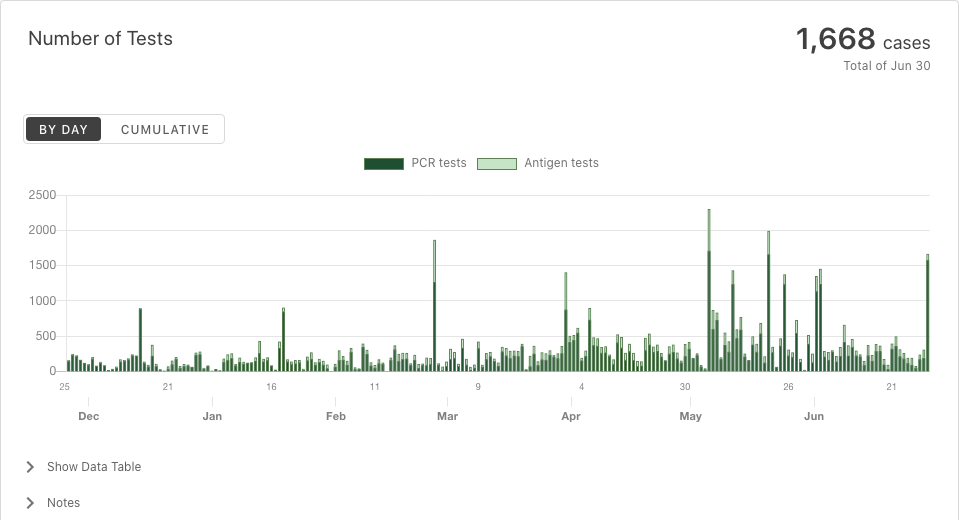 Number of Tests
1,668 cases
Total of Jun 30
BY DAY CUMULATIVE
PCR tests Antigen tests
2500
2000
1500
1000
500
0
25 21 16 11 9 4 30 26 21
Dec Jan Feb Mar Apr May Jun
Show Data Table
Notes